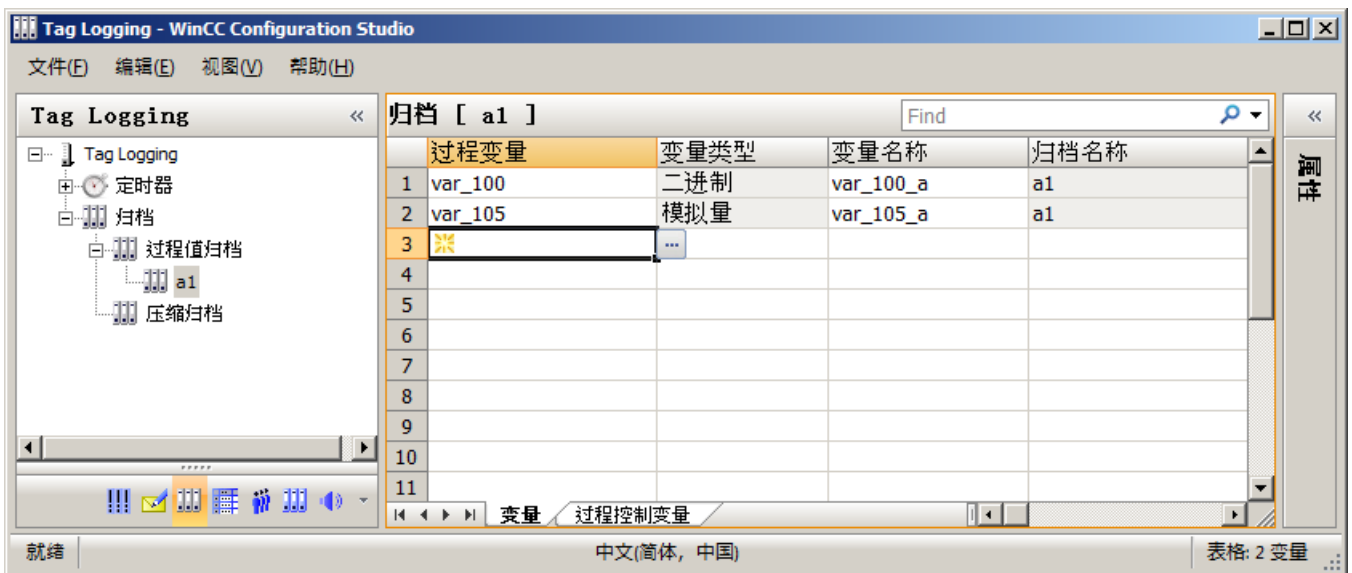 Tag Logging - WinCC Configuration Studio
文件(F) 编辑(E) 视图(V) 帮助(H)
Tag Logging «
Tag Logging
定时器
归档
过程值归档
a1
压缩归档
归档 [ a1 ] Find
过程变量 变量类型 变量名称 归档名称
1 var_100 二进制 var_100_a a1
2 var_105 模拟量 var_105_a a1
3 ...
4
5
6
7
8
9
10
11
变量 过程控制变量
«
属性
就绪 中文(简体，中国) 表格: 2 变量